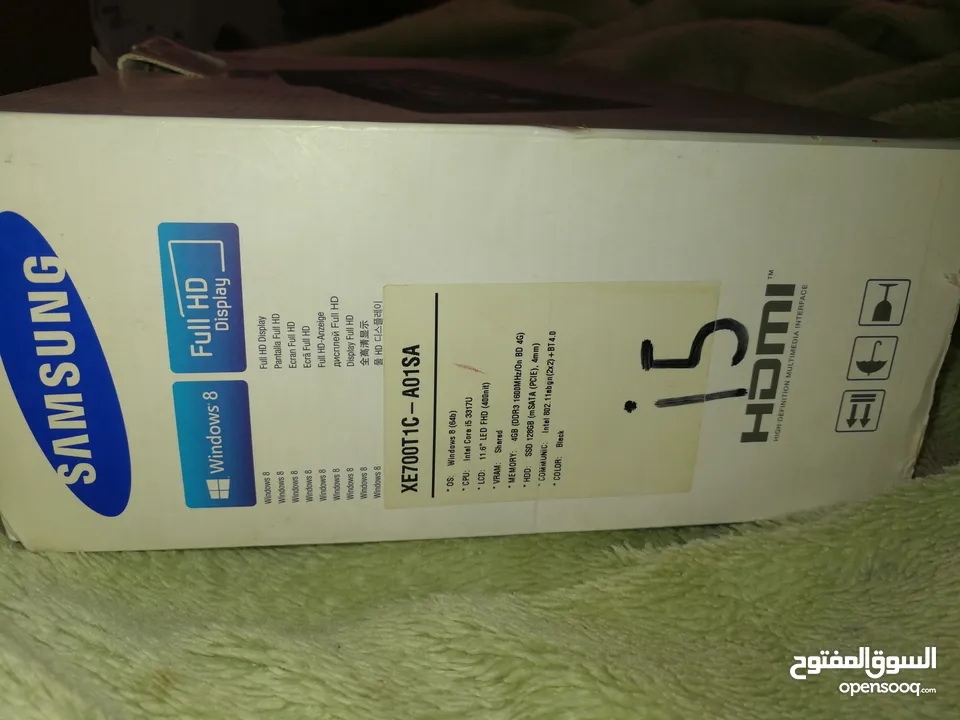 SAMSUNG
Full HD
Display
Windows 8
Full HD Display
Pantalla Full HD
Ecran Full HD
Ecrã Full HD
Full HD-Anzeige
дисплей Full HD
Display Full HD
全高清显示
풀 HD 디스플레이
Windows 8
Windows 8
Windows 8
Windows 8
Windows 8
Windows 8
Windows 8
Windows 8
Windows 8
XE700T1C - A01SA
* OS: Windows 8 (64b)
* CPU: Intel Core i5 3317U
* LCD: 11.6" LED FHD (400nit)
* VRAM: Shared
* MEMORY: 4GB (DDR3 1600MHz/On BD 4G)
* HDD: SSD 128GB (mSATA (PCIE), 4mm)
* COMMUNIC: Intel 802.11abgn(2x2)+BT4.0
* COLOR: Black
i5
HDMI™
HIGH DEFINITION MULTIMEDIA INTERFACE
السوق المفتوح
opensooq.com